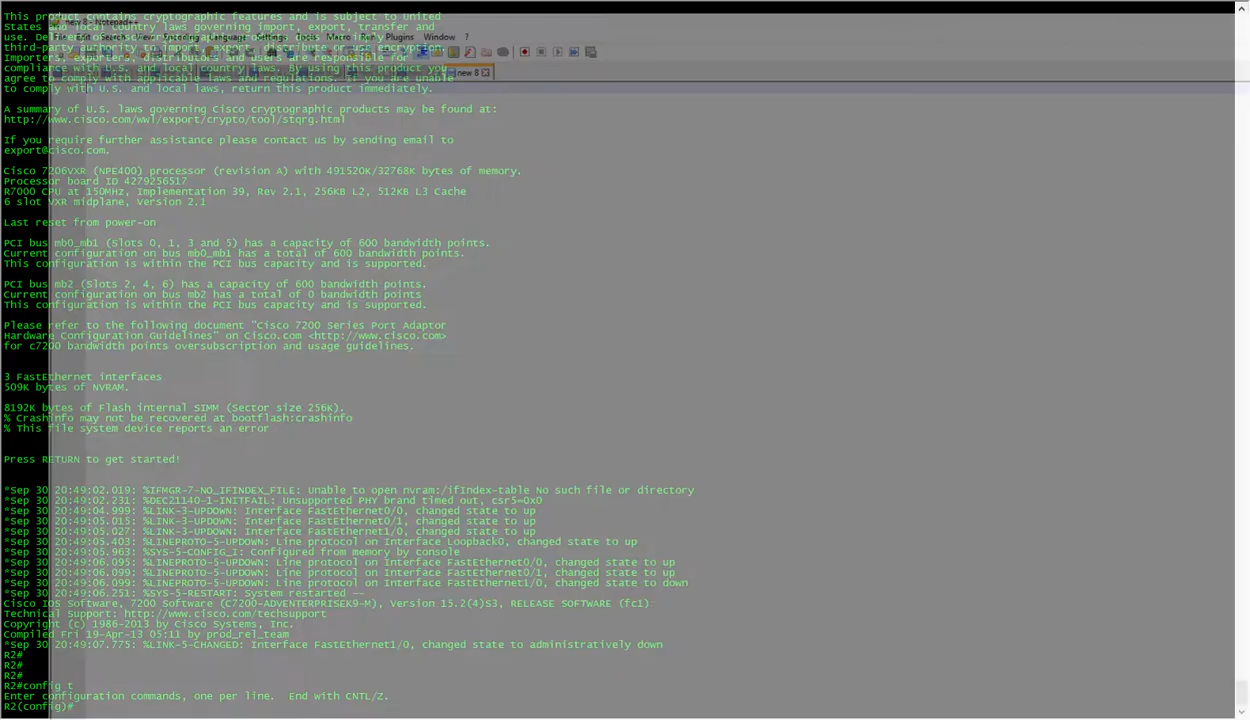 This product contains cryptographic features and is subject to United
new 8 - Notepad++
States and local country laws governing import, export, transfer and
use. Delivery of Cisco cryptographic products does not imply
Search Encoding Language Settings Macro Plugins Window ?
third-party authority to import, export, distribute or use encryption.
Importers, exporters, distributors and users are responsible for
compliance with U.S. and local country laws. By using this product you
new 8
agree to comply with applicable laws and regulations. If you are unable
to comply with U.S. and local laws, return this product immediately.
A summary of U.S. laws governing Cisco cryptographic products may be found at:
http://www.cisco.com/wwl/export/crypto/tool/stqrg.html
If you require further assistance please contact us by sending email to
export@cisco.com.
Cisco 7206VXR (NPE400) processor (revision A) with 491520K/32768K bytes of memory.
Processor board ID 4279256517
R7000 CPU at 150MHz, Implementation 39, Rev 2.1, 256KB L2, 512KB L3 Cache
6 slot VXR midplane, Version 2.1
Last reset from power-on
PCI bus mb0_mb1 (Slots 0, 1, 3 and 5) has a capacity of 600 bandwidth points.
Current configuration on bus mb0_mb1 has a total of 600 bandwidth points.
This configuration is within the PCI bus capacity and is supported.
PCI bus mb2 (Slots 2, 4, 6) has a capacity of 600 bandwidth points.
Current configuration on bus mb2 has a total of 0 bandwidth points
This configuration is within the PCI bus capacity and is supported.
Please refer to the following document "Cisco 7200 Series Port Adaptor
Hardware Configuration Guidelines" on Cisco.com <http://www.cisco.com>
for c7200 bandwidth points oversubscription and usage guidelines.
3 FastEthernet interfaces
509K bytes of NVRAM.
8192K bytes of Flash internal SIMM (Sector size 256K).
% Crashinfo may not be recovered at bootflash:crashinfo
% This file system device reports an error
Press RETURN to get started!
*Sep 30 20:49:02.019: %IFMGR-7-NO_IFINDEX_FILE: Unable to open nvram:/ifIndex-table No such file or directory
*Sep 30 20:49:02.231: %DEC21140-1-INITFAIL: Unsupported PHY brand timed out, csr5=0x0
*Sep 30 20:49:04.999: %LINK-3-UPDOWN: Interface FastEthernet0/0, changed state to up
*Sep 30 20:49:05.015: %LINK-3-UPDOWN: Interface FastEthernet0/1, changed state to up
*Sep 30 20:49:05.027: %LINK-3-UPDOWN: Interface FastEthernet1/0, changed state to up
*Sep 30 20:49:05.403: %LINEPROTO-5-UPDOWN: Line protocol on Interface Loopback0, changed state to up
*Sep 30 20:49:05.963: %SYS-5-CONFIG_I: Configured from memory by console
*Sep 30 20:49:06.095: %LINEPROTO-5-UPDOWN: Line protocol on Interface FastEthernet0/0, changed state to up
*Sep 30 20:49:06.099: %LINEPROTO-5-UPDOWN: Line protocol on Interface FastEthernet0/1, changed state to up
*Sep 30 20:49:06.099: %LINEPROTO-5-UPDOWN: Line protocol on Interface FastEthernet1/0, changed state to down
*Sep 30 20:49:06.251: %SYS-5-RESTART: System restarted --
Cisco IOS Software, 7200 Software (C7200-ADVENTERPRISEK9-M), Version 15.2(4)S3, RELEASE SOFTWARE (fc1)
Technical Support: http://www.cisco.com/techsupport
Copyright (c) 1986-2013 by Cisco Systems, Inc.
Compiled Fri 19-Apr-13 05:11 by prod_rel_team
*Sep 30 20:49:07.775: %LINK-5-CHANGED: Interface FastEthernet1/0, changed state to administratively down
R2#
R2#
R2#
R2#config t
Enter configuration commands, one per line.  End with CNTL/Z.
R2(config)#